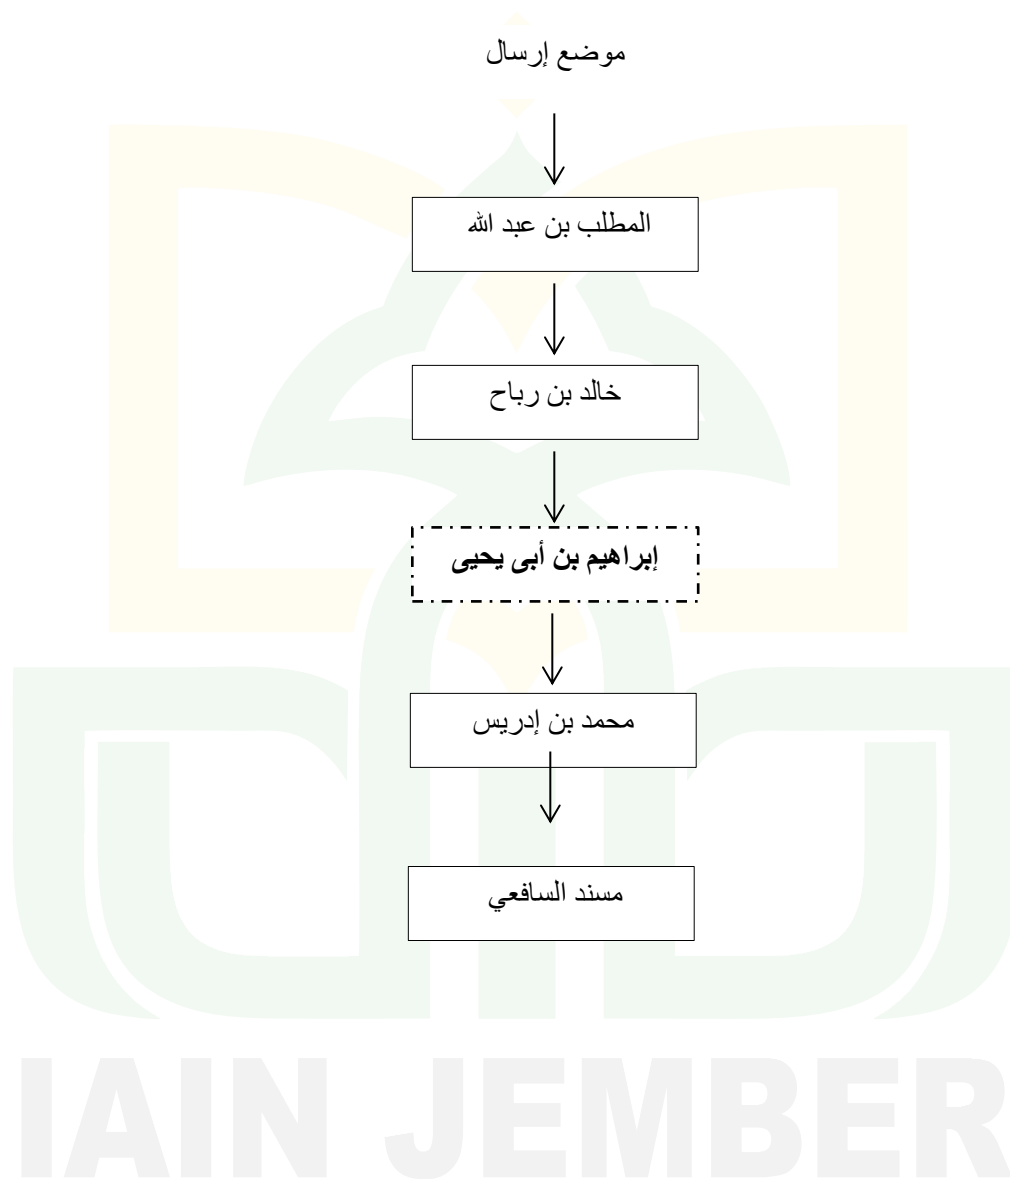 موضع إرسال
المطلب بن عبد الله
خالد بن رباح
إبراهيم بن أبى يحيى
محمد بن إدريس
مسند السافعي
IAIN JEMBER